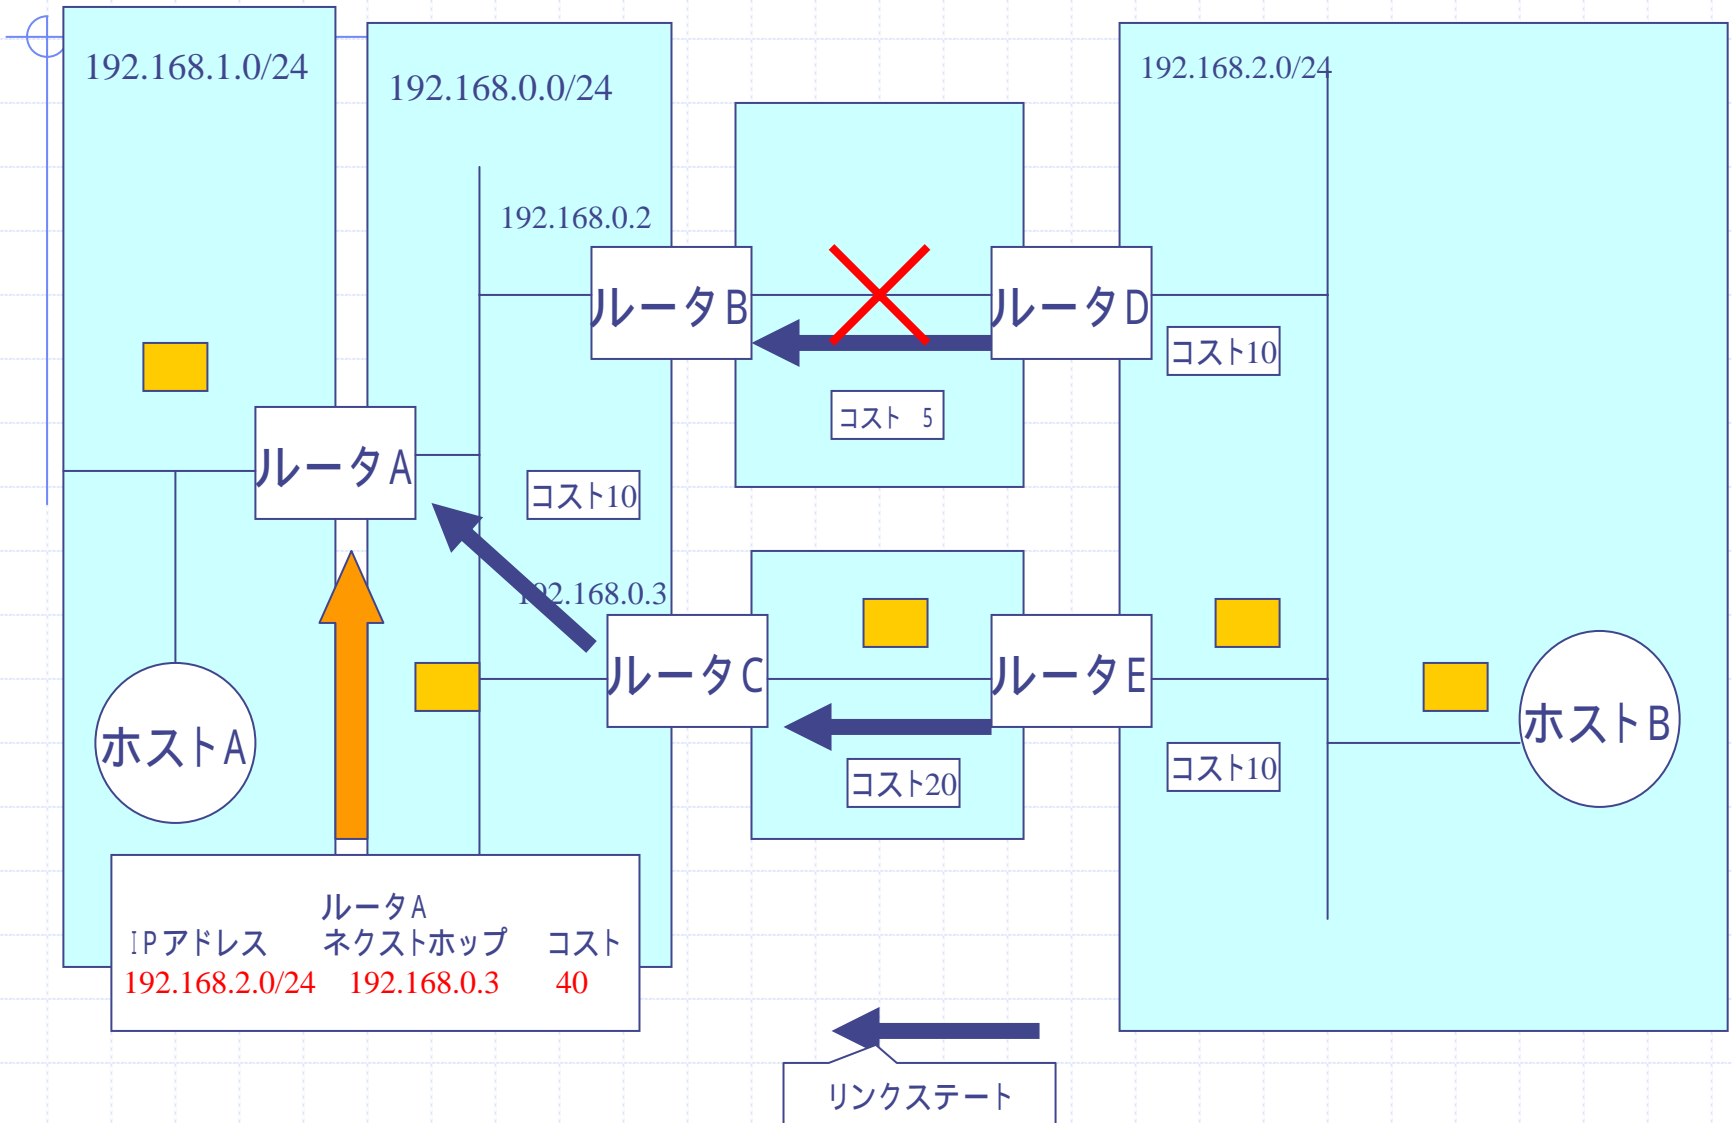 192.168.1.0/24
192.168.0.0/24
192.168.2.0/24
192.168.0.2
ルータB
ルータD
コスト10
コスト 5
ルータA
コスト10
192.168.0.3
ルータC
ルータE
ホストA
ホストB
コスト10
コスト20
ルータA
IPアドレス ネクストホップ コスト
192.168.2.0/24 192.168.0.3 40
リンクステート